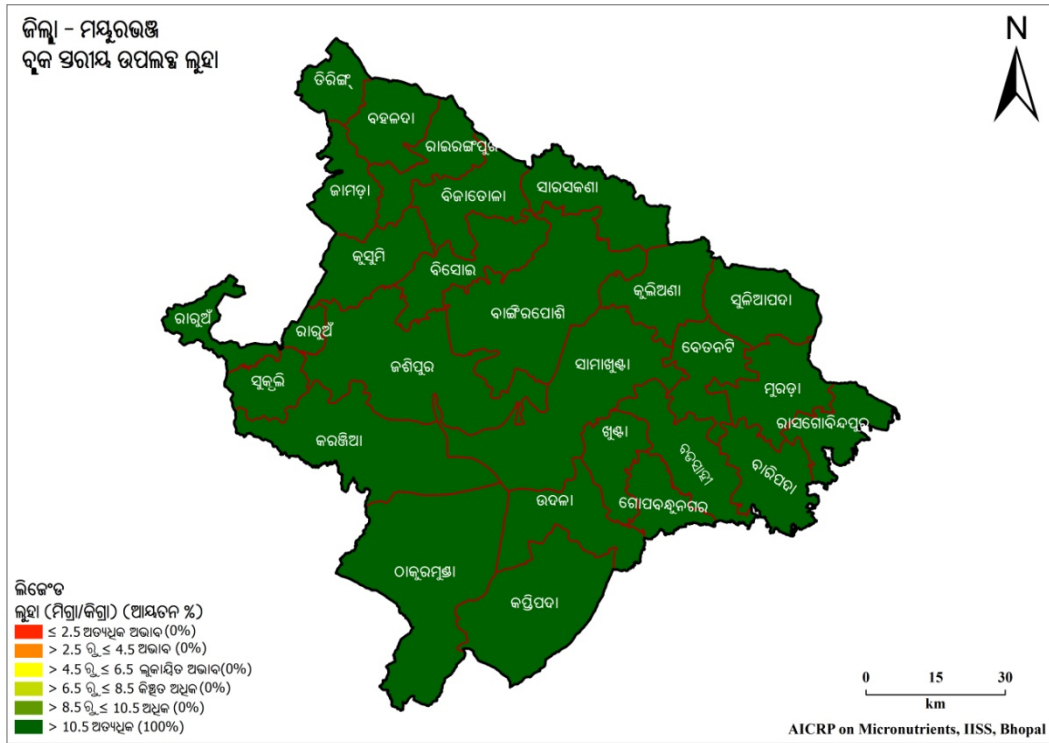 ଜିଲ୍ଲା - ମୟୂରଭଞ୍ଜ
ବ୍ଲକ ସ୍ତରୀୟ ଉପଲବ୍ଧ ଲୁହା
N
ତିରିଙ୍ଗ୍
ବହଳଦା
ରାଇରଙ୍ଗପୁର
ସାରସକଣା
ଜାମଡ଼ା
ବିଜାତୋଳା
କୁସୁମି
ବିସୋଇ
କୁଲିଅଣା
ସୁଳିଆପଦା
ରାରୁଅଁ
ରାରୁଅଁ
ବାଙ୍ଗିରପୋଶି
ବେତନଟି
ସୁକୃଲି
ଜଶିପୁର
ସାମାଖୁଣ୍ଟା
ମୁରଡ଼ା
ରାସଗୋବିନ୍ଦପୁର
କରଞ୍ଜିଆ
ଖୁଣ୍ଟା
ବଡସାହୀ
ବାରିପଦା
ଉଦଳା
ଗୋପବନ୍ଧୁନଗର
ଠାକୁରମୁଣ୍ଡା
କପ୍ତିପଦା
ଲିଜେଂଡ
ଲୁହା (ମିଗ୍ରା/କିଗ୍ରା) (ଆୟତନ %)
≤ 2.5 ଅତ୍ୟଧିକ ଅଭାବ (0%)
> 2.5 ରୁ ≤ 4.5 ଅଭାବ (0%)
> 4.5 ରୁ ≤ 6.5 ଲୁକାୟିତ ଅଭାବ (0%)
> 6.5 ରୁ ≤ 8.5 କିଞ୍ଚିତ ଅଧିକ (0%)
> 8.5 ରୁ ≤ 10.5 ଅଧିକ (0%)
> 10.5 ଅତ୍ୟଧିକ (100%)
0 15 30
km
AICRP on Micronutrients, IISS, Bhopal